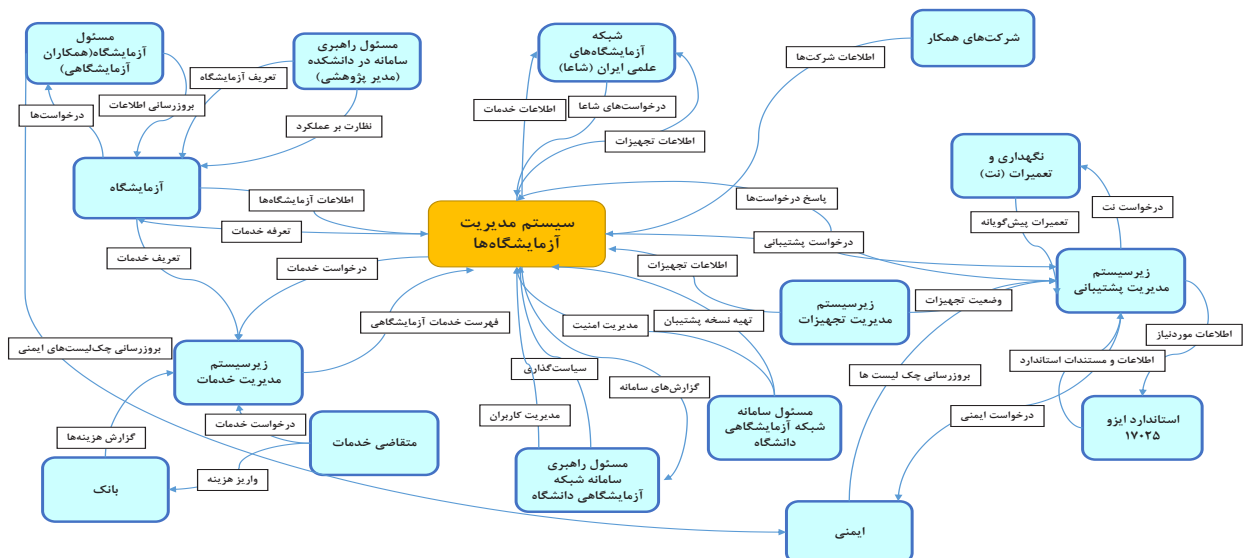 مسئول
آزمایشگاه(همکاران
آزمایشگاهی)
مسئول راهبری
سامانه در دانشکده
(مدیر پژوهشی)
شبکه
آزمایشگاه‌های
علمی ایران (شاعا)
شرکت‌های همکار
اطلاعات شرکت‌ها
تعریف آزمایشگاه
درخواست‌ها
بروزرسانی اطلاعات
نظارت بر عملکرد
اطلاعات خدمات
درخواست‌های شاعا
اطلاعات تجهیزات
نگهداری و
تعمیرات (نت)
آزمایشگاه
اطلاعات آزمایشگاه‌ها
تعرفه خدمات
سیستم مدیریت
آزمایشگاه‌ها
پاسخ درخواست‌ها
درخواست پشتیبانی
تعمیرات پیش‌گویانه
درخواست نت
تعریف خدمات
درخواست خدمات
اطلاعات تجهیزات
زیرسیستم
مدیریت پشتیبانی
زیرسیستم
مدیریت تجهیزات
وضعیت تجهیزات
فهرست خدمات آزمایشگاهی
مدیریت امنیت
تهیه نسخه پشتیبان
اطلاعات موردنیاز
بروزرسانی چک‌لیست‌های ایمنی
زیرسیستم
مدیریت خدمات
سیاست‌گذاری
گزارش‌های سامانه
بروزرسانی چک لیست ها
اطلاعات و مستندات استاندارد
گزارش هزینه‌ها
درخواست خدمات
مدیریت کاربران
مسئول سامانه
شبکه آزمایشگاهی
دانشگاه
درخواست ایمنی
استاندارد ایزو
۱۷۰۲۵
متقاضی خدمات
بانک
واریز هزینه
مسئول راهبری
سامانه شبکه
آزمایشگاهی دانشگاه
ایمنی